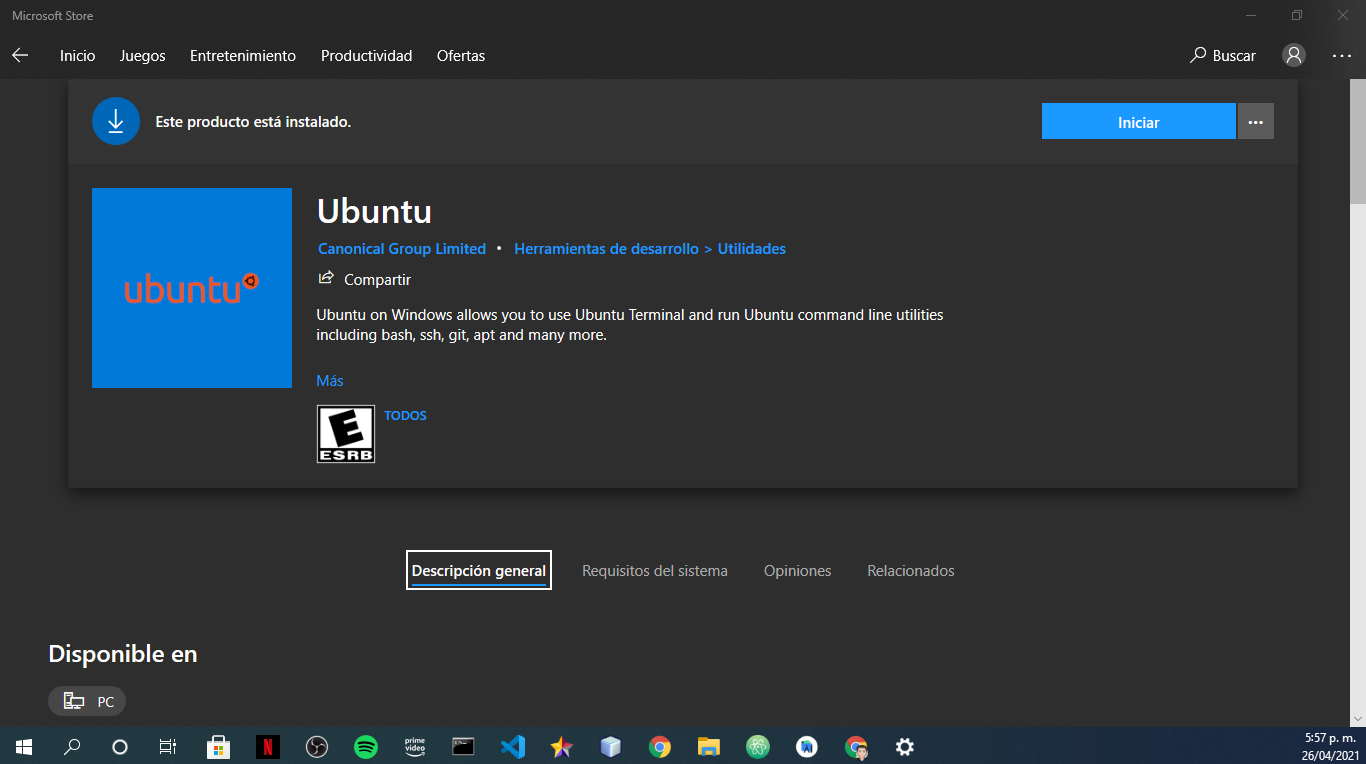 Microsoft Store
Inicio Juegos Entretenimiento Productividad Ofertas Buscar
Este producto está instalado.
Iniciar
ubuntu
Ubuntu
Canonical Group Limited • Herramientas de desarrollo > Utilidades
Compartir
Ubuntu on Windows allows you to use Ubuntu Terminal and run Ubuntu command line utilities
including bash, ssh, git, apt and many more.
Más
E
ESRB
TODOS
Descripción general Requisitos del sistema Opiniones Relacionados
Disponible en
PC
N
prime
video
5:57 p. m.
26/04/2021